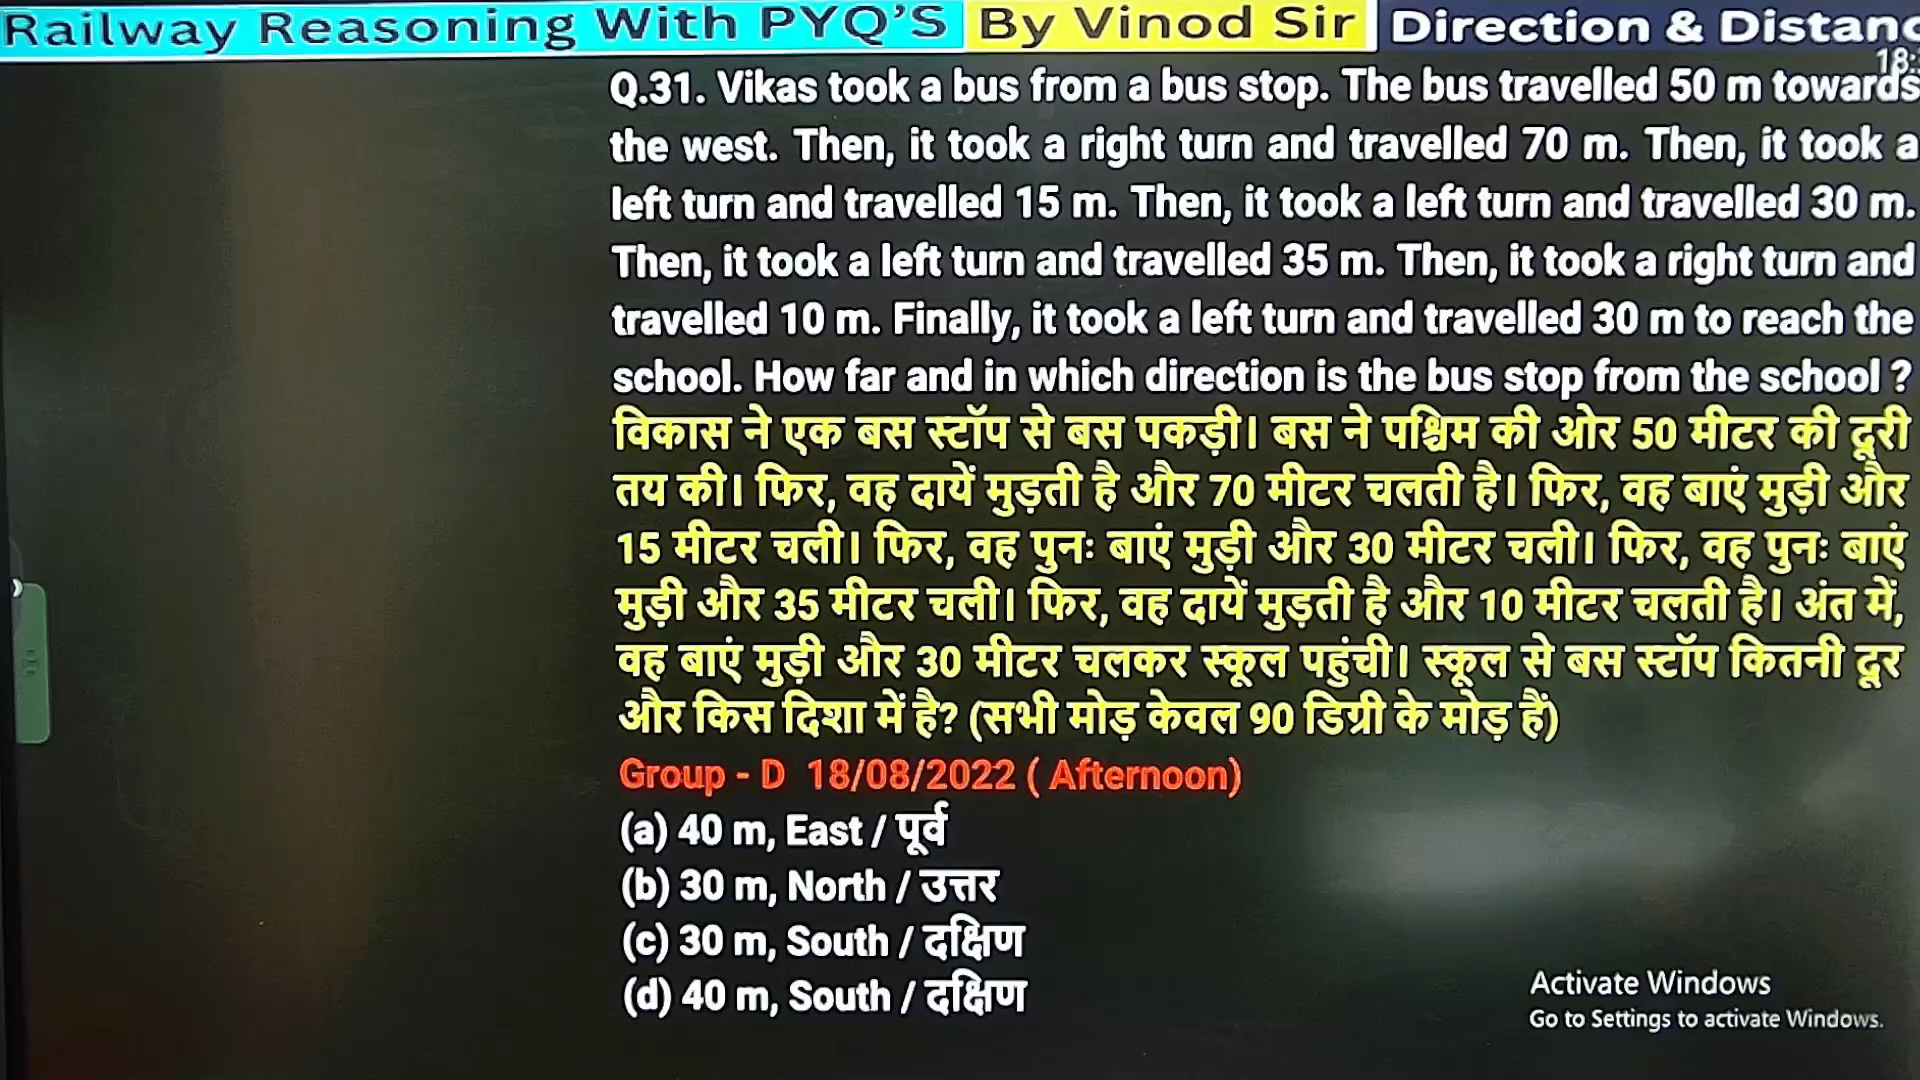 Railway Reasoning With PYQ'S By Vinod Sir Direction & Distanc
18:
Q.31. Vikas took a bus from a bus stop. The bus travelled 50 m towards
the west. Then, it took a right turn and travelled 70 m. Then, it took a
left turn and travelled 15 m. Then, it took a left turn and travelled 30 m.
Then, it took a left turn and travelled 35 m. Then, it took a right turn and
travelled 10 m. Finally, it took a left turn and travelled 30 m to reach the
school. How far and in which direction is the bus stop from the school ?
विकास ने एक बस स्टॉप से बस पकड़ी। बस ने पश्चिम की ओर 50 मीटर की दूरी
तय की। फिर, वह दायें मुड़ती है और 70 मीटर चलती है। फिर, वह बाएं मुड़ी और
15 मीटर चली। फिर, वह पुनः बाएं मुड़ी और 30 मीटर चली। फिर, वह पुनः बाएं
मुड़ी और 35 मीटर चली। फिर, वह दायें मुड़ती है और 10 मीटर चलती है। अंत में,
वह बाएं मुड़ी और 30 मीटर चलकर स्कूल पहुंची। स्कूल से बस स्टॉप कितनी दूर
और किस दिशा में है? (सभी मोड़ केवल 90 डिग्री के मोड़ हैं)
Group - D 18/08/2022 ( Afternoon)
(a) 40 m, East / पूर्व
(b) 30 m, North / उत्तर
(c) 30 m, South / दक्षिण
(d) 40 m, South / दक्षिण
Activate Windows
Go to Settings to activate Windows.